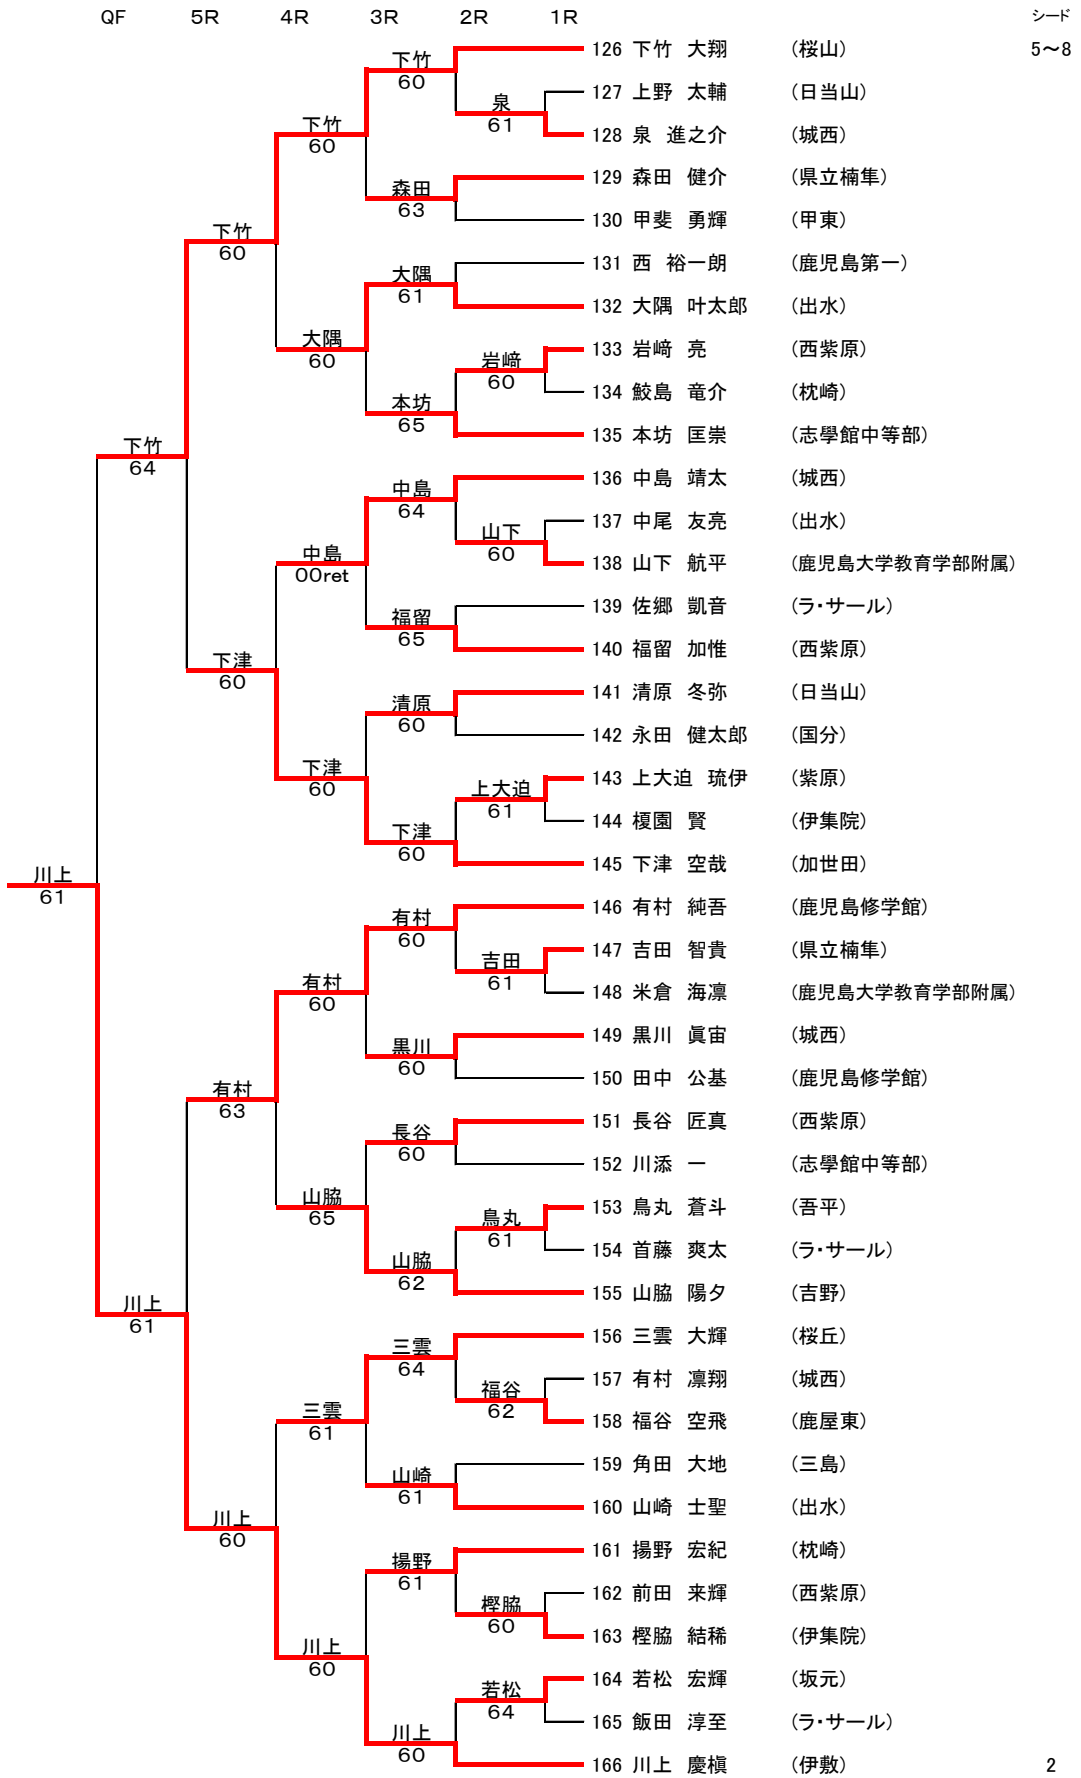 QF 5R 4R 3R 2R 1R シード
126 下竹 大翔 (桜山) 5～8
下竹
60
127 上野 太輔 (日当山)
泉
61
下竹
60
128 泉 進之介 (城西)
129 森田 健介 (県立楠隼)
森田
63
130 甲斐 勇輝 (甲東)
下竹
60
131 西 裕一朗 (鹿児島第一)
大隅
61
132 大隅 叶太郎 (出水)
大隅
60
133 岩﨑 亮 (西紫原)
岩﨑
60
134 鮫島 竜介 (枕崎)
本坊
65
135 本坊 匡崇 (志學館中等部)
下竹
64
136 中島 靖太 (城西)
中島
64
137 中尾 友亮 (出水)
山下
60
中島
00ret
138 山下 航平 (鹿児島大学教育学部附属)
139 佐郷 凱音 (ラ・サール)
福留
65
140 福留 加惟 (西紫原)
下津
60
141 清原 冬弥 (日当山)
清原
60
142 永田 健太郎 (国分)
下津
60
143 上大迫 琉伊 (紫原)
上大迫
61
144 榎園 賢 (伊集院)
下津
60
145 下津 空哉 (加世田)
川上
61
146 有村 純吾 (鹿児島修学館)
有村
60
147 吉田 智貴 (県立楠隼)
吉田
61
有村
60
148 米倉 海凛 (鹿児島大学教育学部附属)
149 黒川 眞宙 (城西)
黒川
60
150 田中 公基 (鹿児島修学館)
有村
63
151 長谷 匠真 (西紫原)
長谷
60
152 川添 一 (志學館中等部)
山脇
65
153 鳥丸 蒼斗 (吾平)
鳥丸
61
154 首藤 爽太 (ラ・サール)
山脇
62
155 山脇 陽夕 (吉野)
川上
61
156 三雲 大輝 (桜丘)
三雲
64
157 有村 凛翔 (城西)
福谷
62
三雲
61
158 福谷 空飛 (鹿屋東)
159 角田 大地 (三島)
山崎
61
160 山崎 士聖 (出水)
川上
60
161 揚野 宏紀 (枕崎)
揚野
61
162 前田 来輝 (西紫原)
樫脇
60
163 樫脇 結稀 (伊集院)
川上
60
164 若松 宏輝 (坂元)
若松
64
165 飯田 淳至 (ラ・サール)
川上
60
166 川上 慶槇 (伊敷) 2